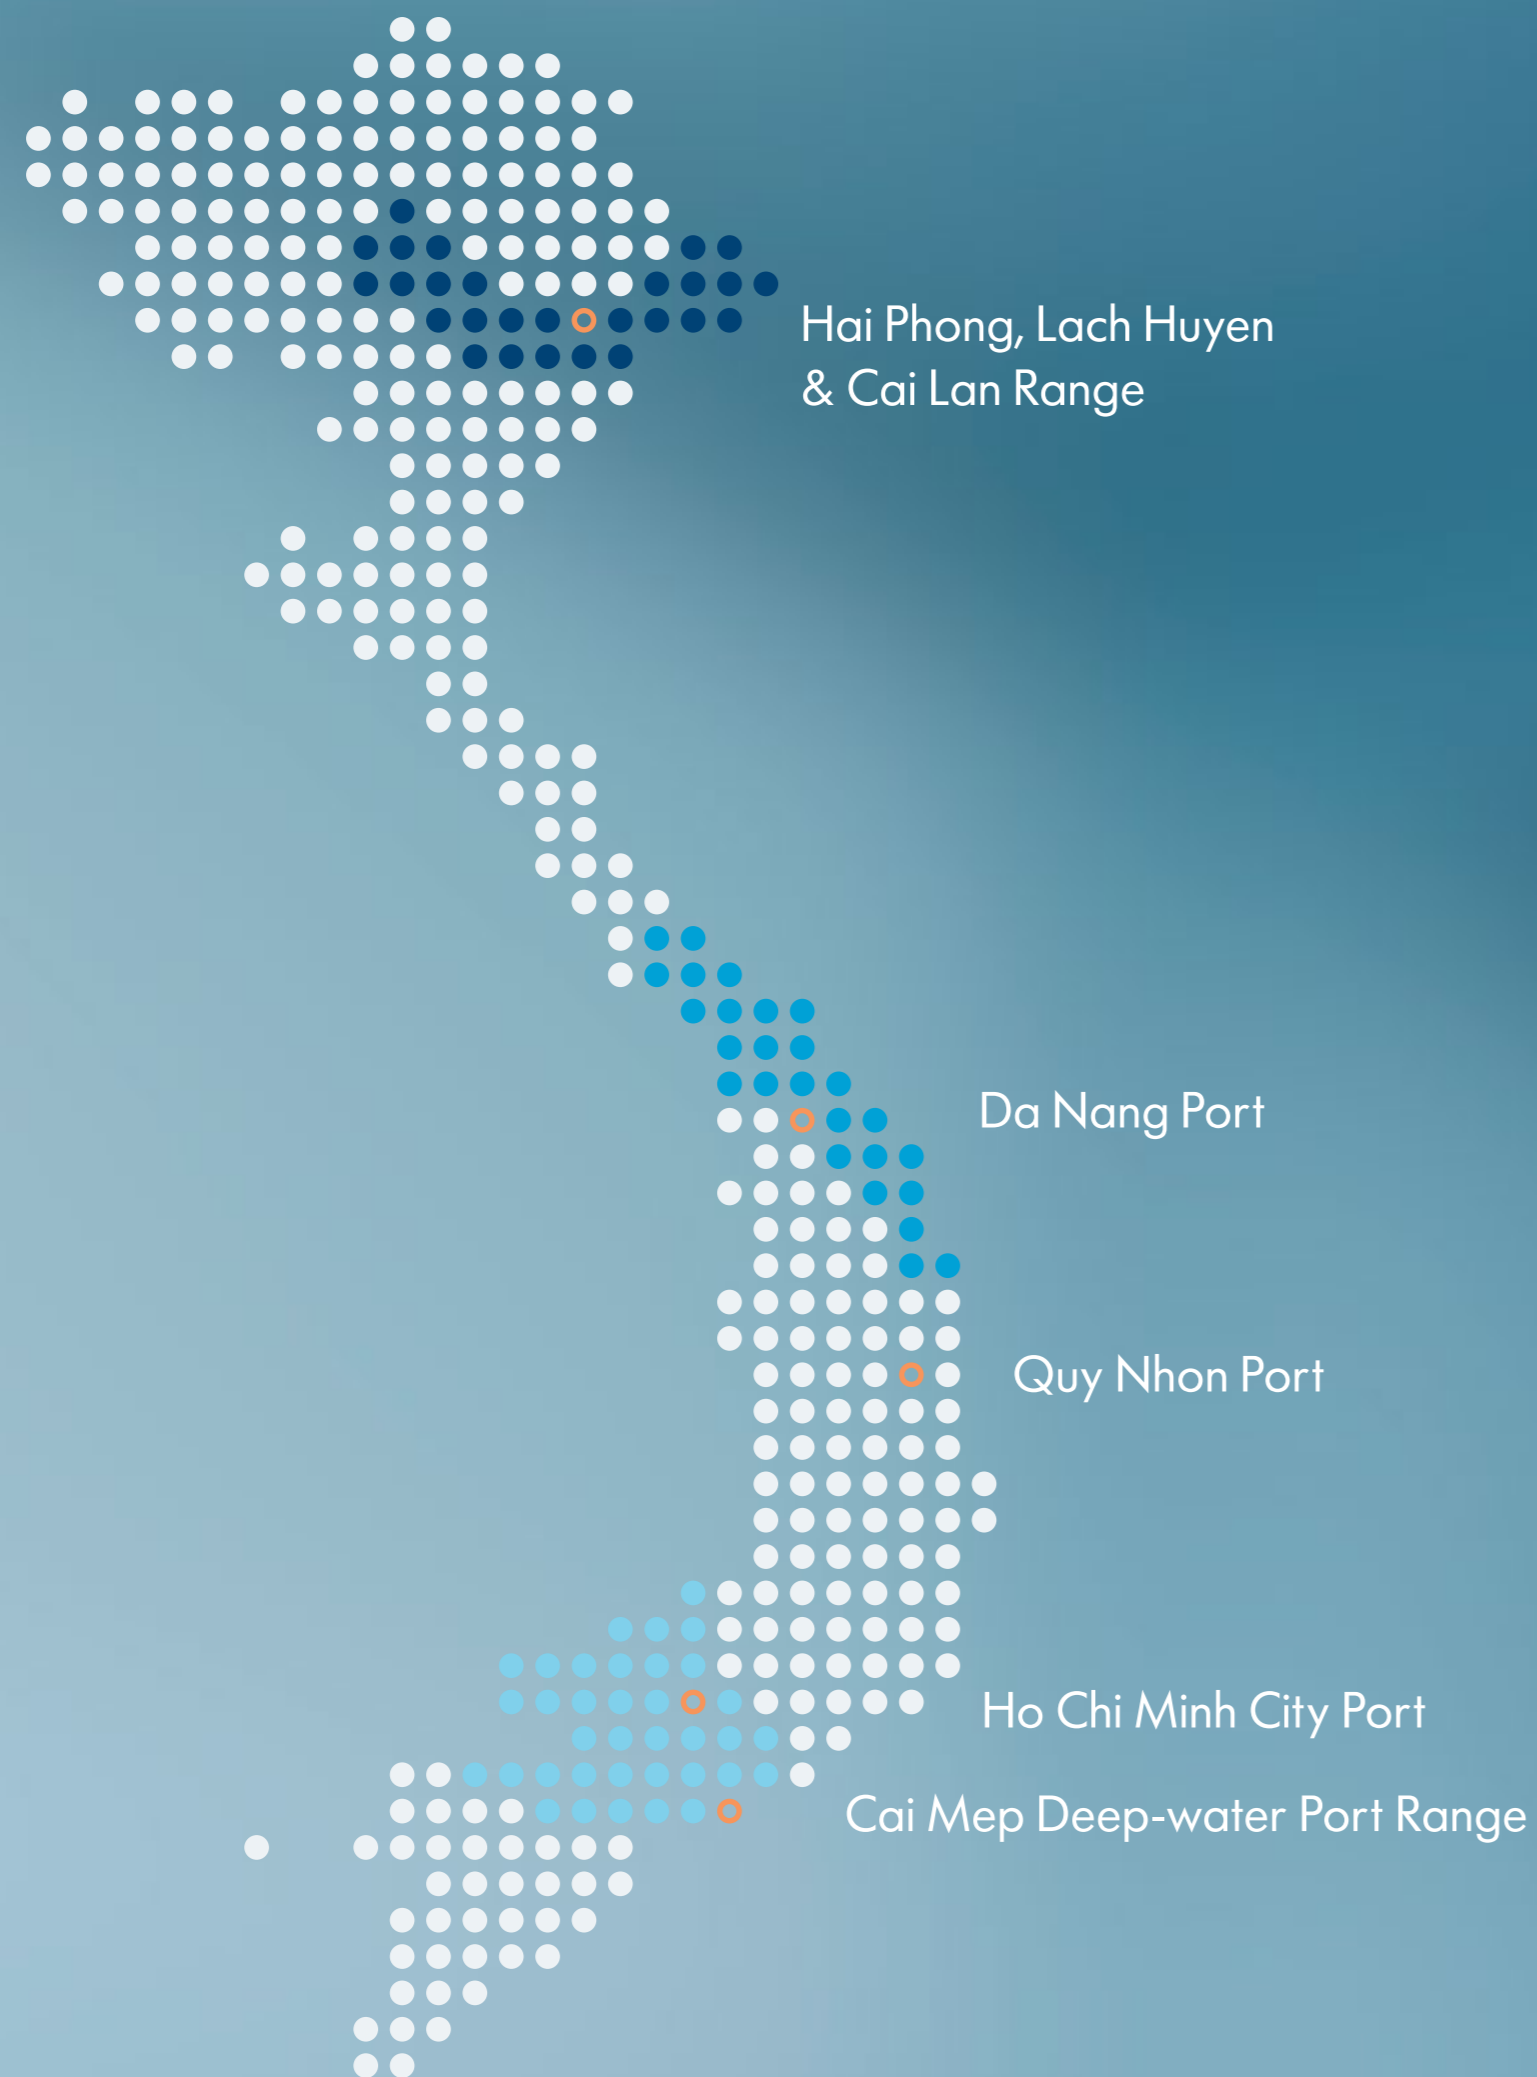 Hai Phong, Lach Huyen
& Cai Lan Range
Da Nang Port
Quy Nhon Port
Ho Chi Minh City Port
Cai Mep Deep-water Port Range